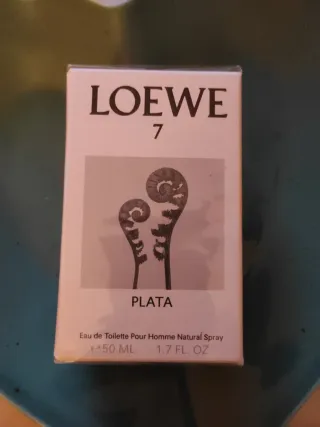 LOEWE
7
PLATA
Eau de Toilette Pour Homme Natural Spray
50 ML 1.7 FL. OZ